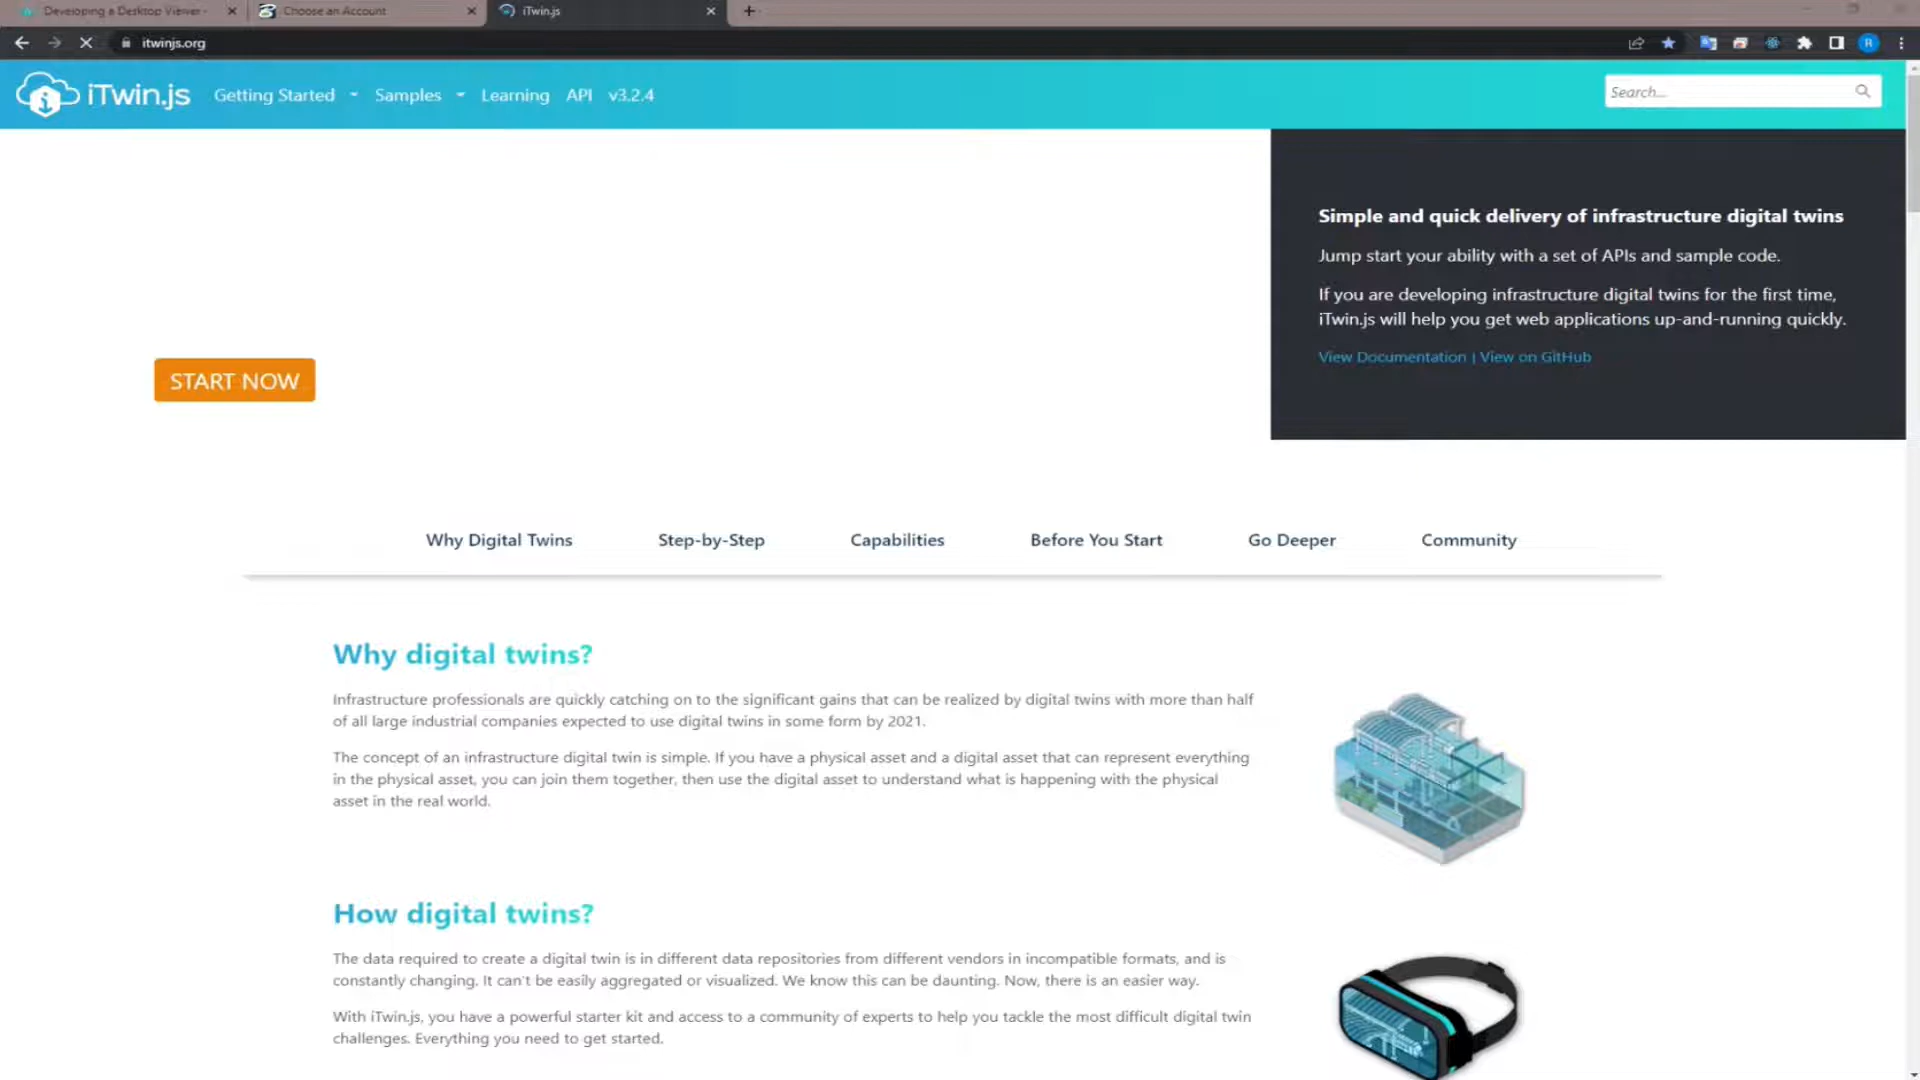 Developing a Desktop Viewer -
Choose an Account
iTwin.js
itwinjs.org
R
iTwin.js
Getting Started
Samples
Learning
API
v3.2.4
Search...
Simple and quick delivery of infrastructure digital twins
Jump start your ability with a set of APIs and sample code.
If you are developing infrastructure digital twins for the first time,
iTwin.js will help you get web applications up-and-running quickly.
View Documentation | View on GitHub
START NOW
Why Digital Twins
Step-by-Step
Capabilities
Before You Start
Go Deeper
Community
Why digital twins?
Infrastructure professionals are quickly catching on to the significant gains that can be realized by digital twins with more than half
of all large industrial companies expected to use digital twins in some form by 2021.
The concept of an infrastructure digital twin is simple. If you have a physical asset and a digital asset that can represent everything
in the physical asset, you can join them together, then use the digital asset to understand what is happening with the physical
asset in the real world.
How digital twins?
The data required to create a digital twin is in different data repositories from different vendors in incompatible formats, and is
constantly changing. It can't be easily aggregated or visualized. We know this can be daunting. Now, there is an easier way.
With iTwin.js, you have a powerful starter kit and access to a community of experts to help you tackle the most difficult digital twin
challenges. Everything you need to get started.